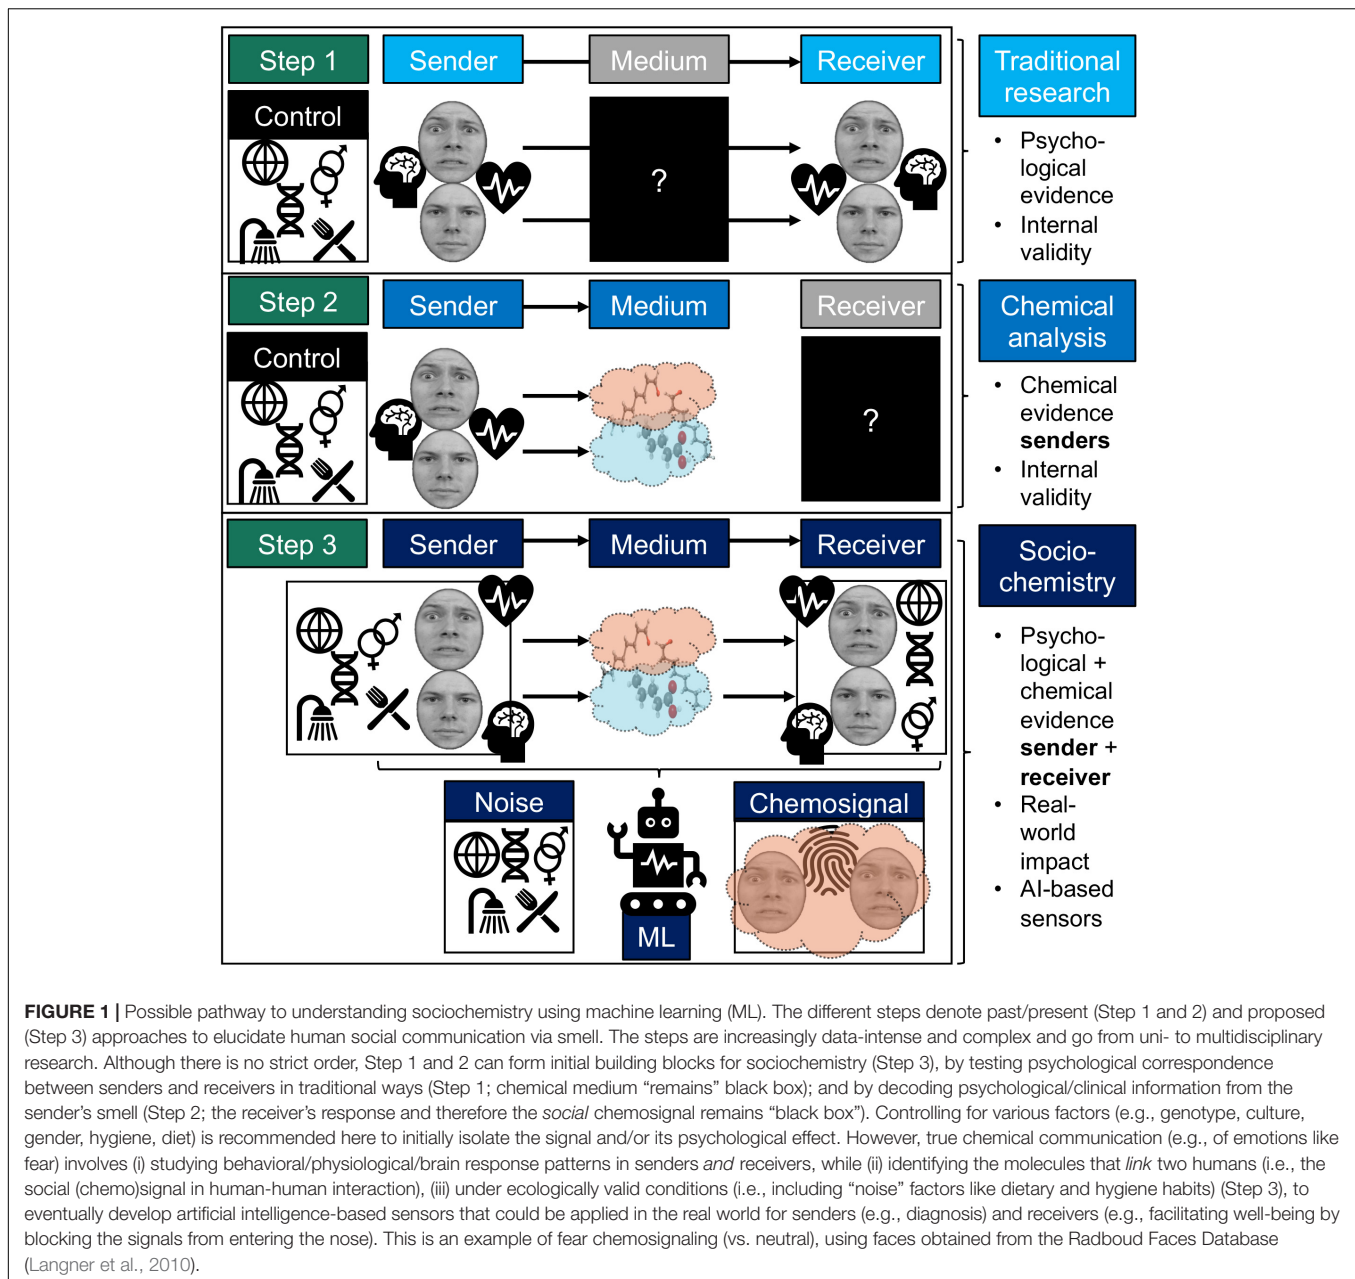 Step 1
Sender
Medium
Receiver
Traditional
research
Control
?
• Psycho-
logical
evidence
• Internal
validity
Step 2
Sender
Medium
Receiver
Chemical
analysis
Control
?
• Chemical
evidence
senders
• Internal
validity
Step 3
Sender
Medium
Receiver
Socio-
chemistry
• Psycho-
logical +
chemical
evidence
sender +
receiver
• Real-
world
impact
• AI-based
sensors
Noise
ML
Chemosignal
FIGURE 1 | Possible pathway to understanding sociochemistry using machine learning (ML). The different steps denote past/present (Step 1 and 2) and proposed
(Step 3) approaches to elucidate human social communication via smell. The steps are increasingly data-intense and complex and go from uni- to multidisciplinary
research. Although there is no strict order, Step 1 and 2 can form initial building blocks for sociochemistry (Step 3), by testing psychological correspondence
between senders and receivers in traditional ways (Step 1; chemical medium “remains” black box); and by decoding psychological/clinical information from the
sender’s smell (Step 2; the receiver’s response and therefore the social chemosignal remains “black box”). Controlling for various factors (e.g., genotype, culture,
gender, hygiene, diet) is recommended here to initially isolate the signal and/or its psychological effect. However, true chemical communication (e.g., of emotions like
fear) involves (i) studying behavioral/physiological/brain response patterns in senders and receivers, while (ii) identifying the molecules that link two humans (i.e., the
social (chemo)signal in human-human interaction), (iii) under ecologically valid conditions (i.e., including “noise” factors like dietary and hygiene habits) (Step 3), to
eventually develop artificial intelligence-based sensors that could be applied in the real world for senders (e.g., diagnosis) and receivers (e.g., facilitating well-being by
blocking the signals from entering the nose). This is an example of fear chemosignaling (vs. neutral), using faces obtained from the Radboud Faces Database
(Langner et al., 2010).